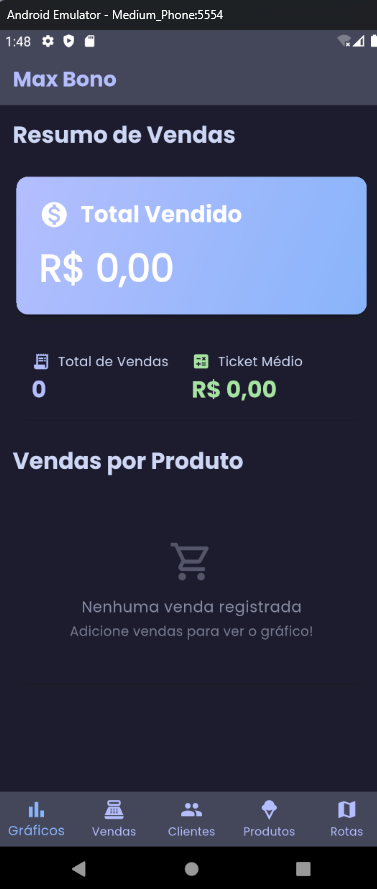 Android Emulator - Medium_Phone:5554
1:48
Max Bono
Resumo de Vendas
Total Vendido
R$ 0,00
Total de Vendas
0
Ticket Médio
R$ 0,00
Vendas por Produto
Nenhuma venda registrada
Adicione vendas para ver o gráfico!
Gráficos
Vendas
Clientes
Produtos
Rotas